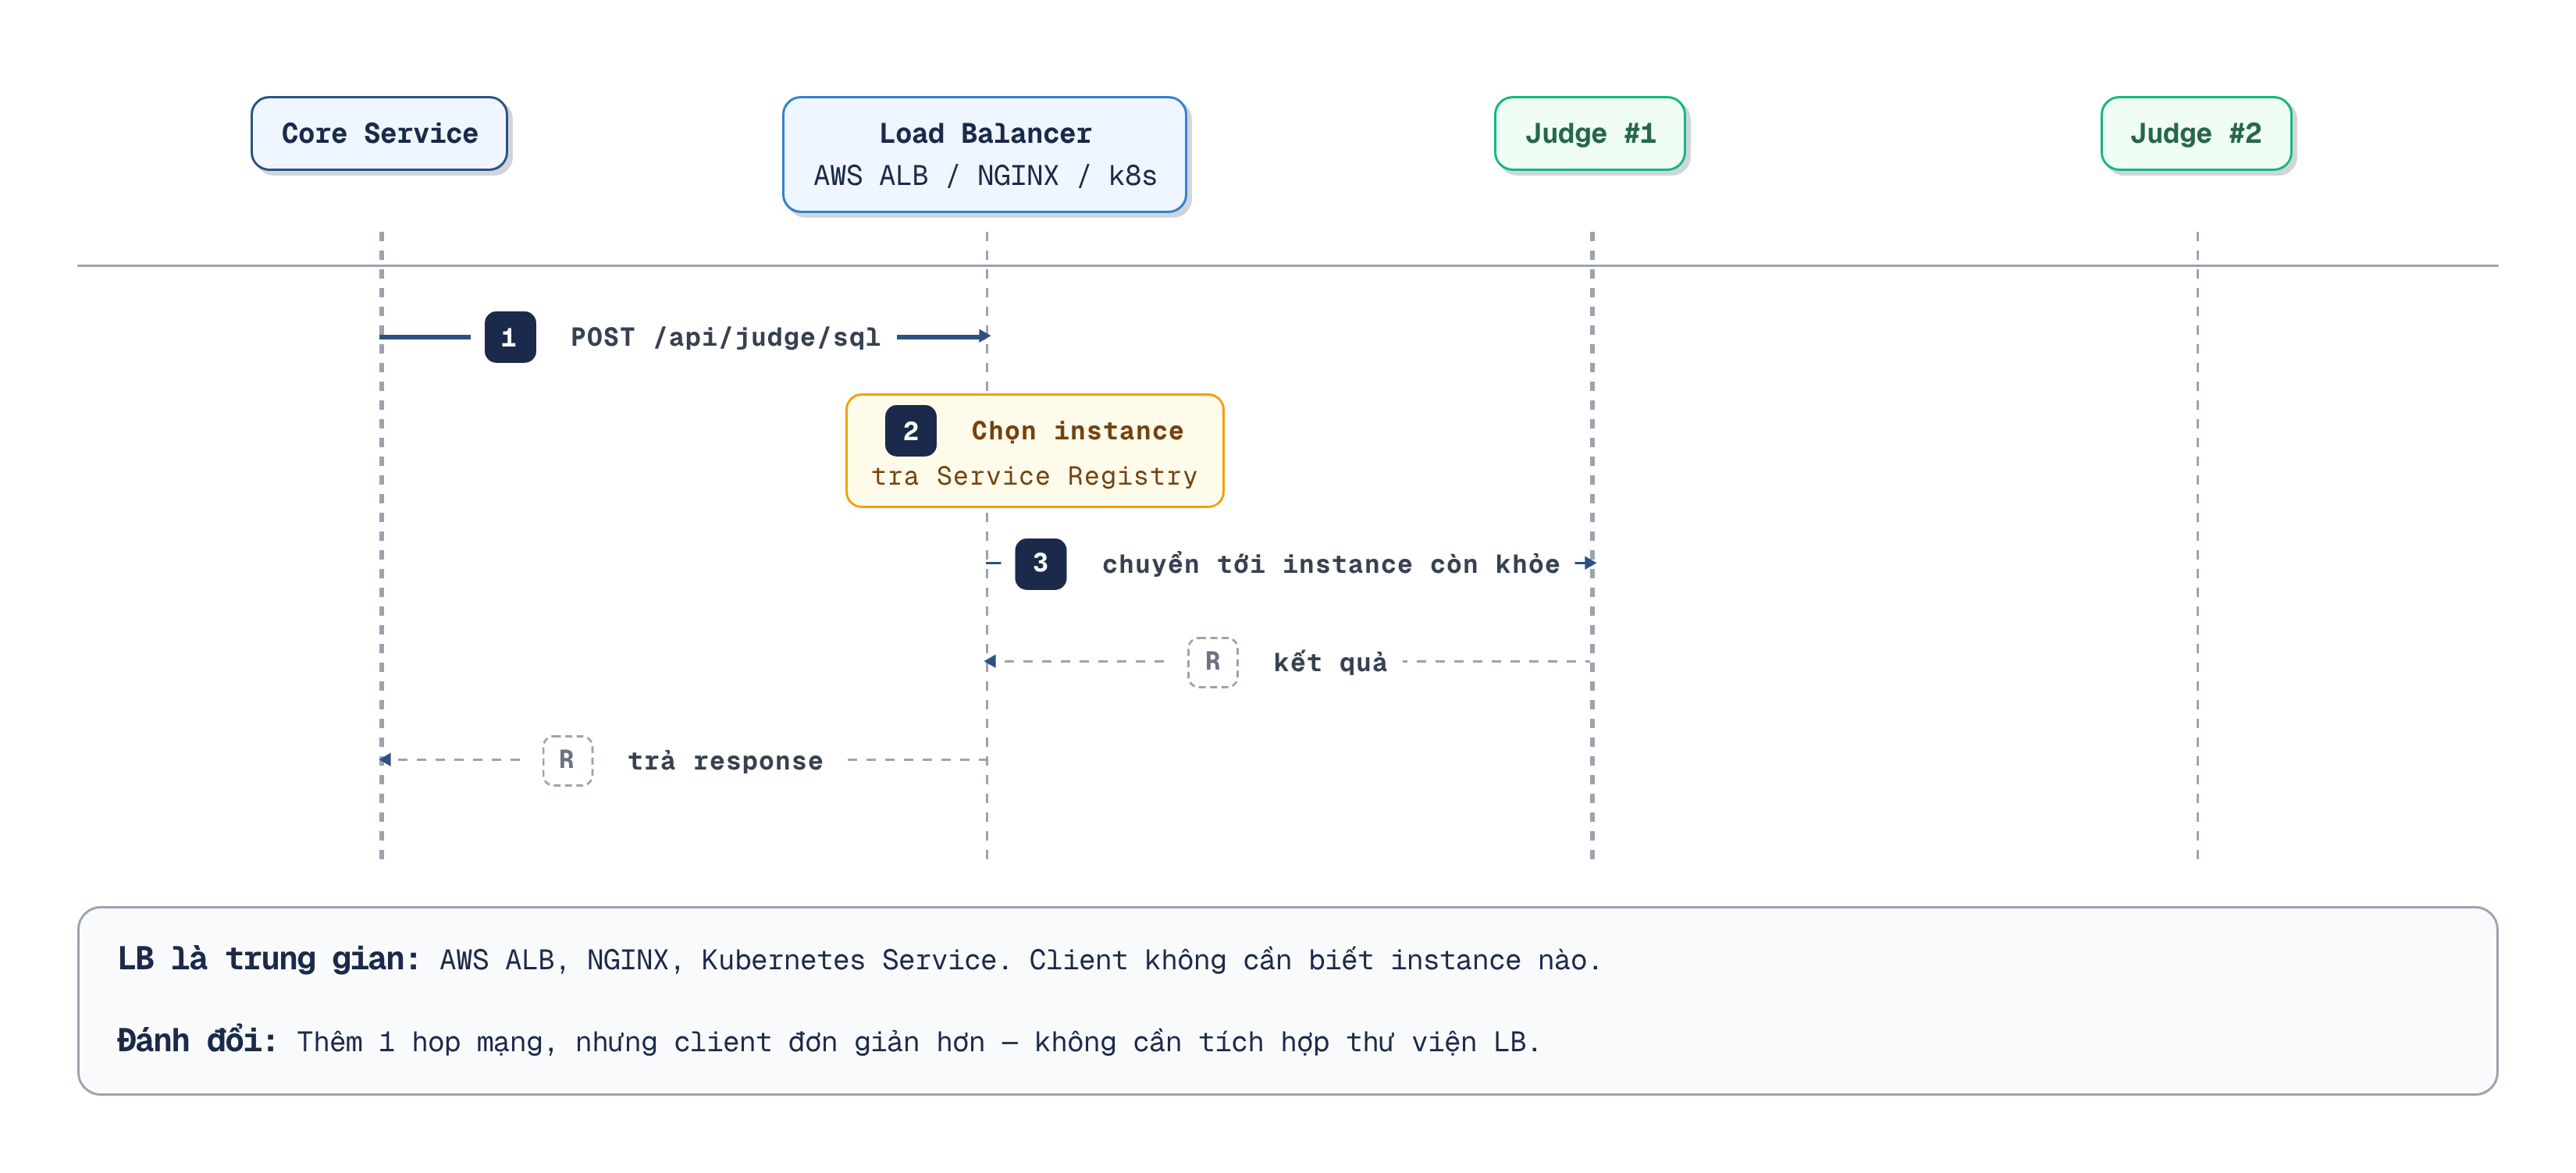 Core Service
Load Balancer
AWS ALB / NGINX / k8s
Judge #1
Judge #2
1 POST /api/judge/sql
2 Chọn instance
tra Service Registry
3 chuyển tới instance còn khỏe
R kết quả
R trả response
LB là trung gian: AWS ALB, NGINX, Kubernetes Service. Client không cần biết instance nào.
Đánh đổi: Thêm 1 hop mạng, nhưng client đơn giản hơn – không cần tích hợp thư viện LB.